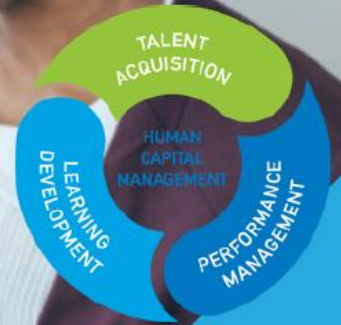 TALENT
ACQUISITION
HUMAN
CAPITAL
MANAGEMENT
LEARNING
DEVELOPMENT
PERFORMANCE
MANAGEMENT